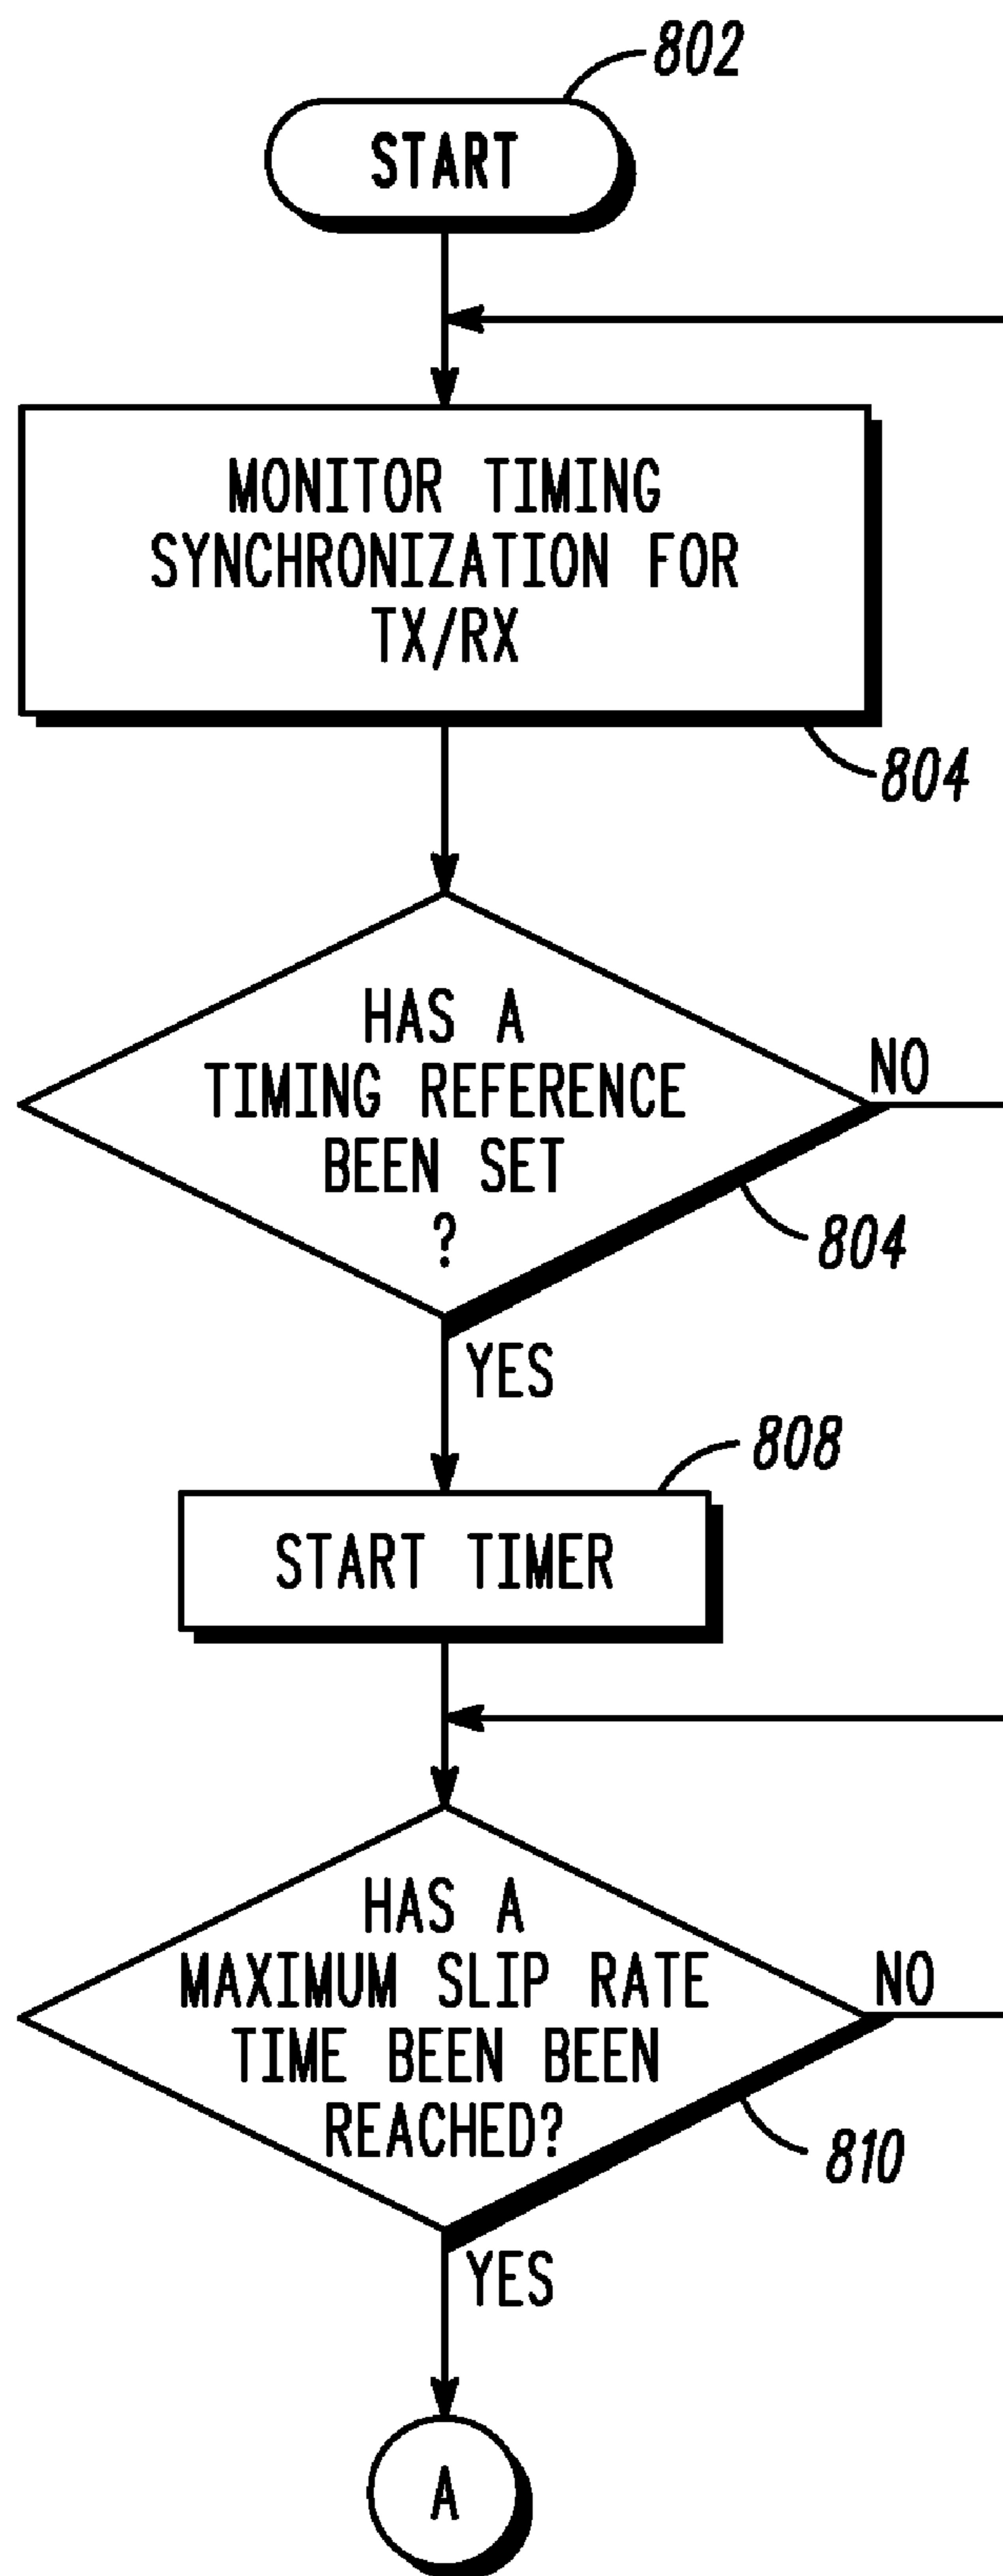 802
START
MONITOR TIMING
SYNCHRONIZATION FOR
TX/RX
804
HAS A
TIMING REFERENCE
BEEN SET
?
NO
804
YES
808
START TIMER
HAS A
MAXIMUM SLIP RATE
TIME BEEN BEEN
REACHED?
NO
810
YES
A